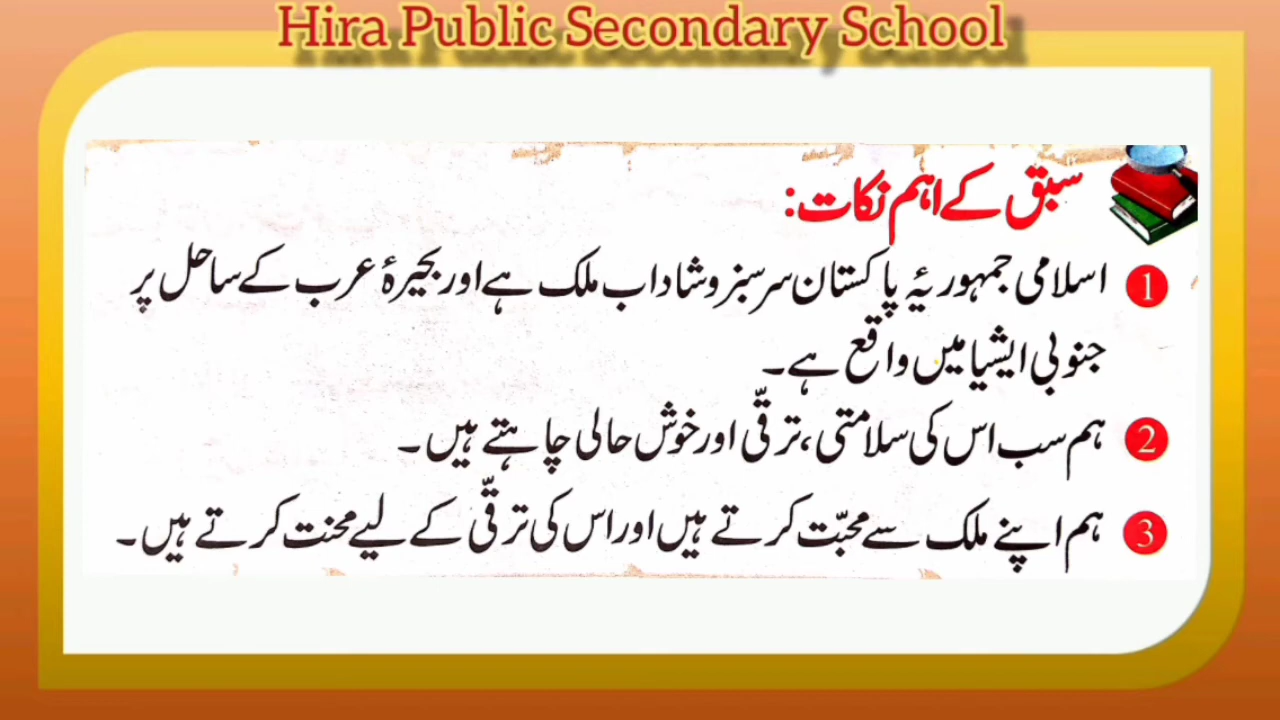 Hira Public Secondary School
سبق کے اہم نکات:
1 اسلامی جمہوریۂ پاکستان سرسبز و شاداب ملک ہے اور بحیرۂ عرب کے ساحل پر
جنوبی ایشیا میں واقع ہے۔
2 ہم سب اس کی سلامتی، ترقّی اور خوش حالی چاہتے ہیں۔
3 ہم اپنے ملک سے محبّت کرتے ہیں اور اس کی ترقّی کے لیے محنت کرتے ہیں۔